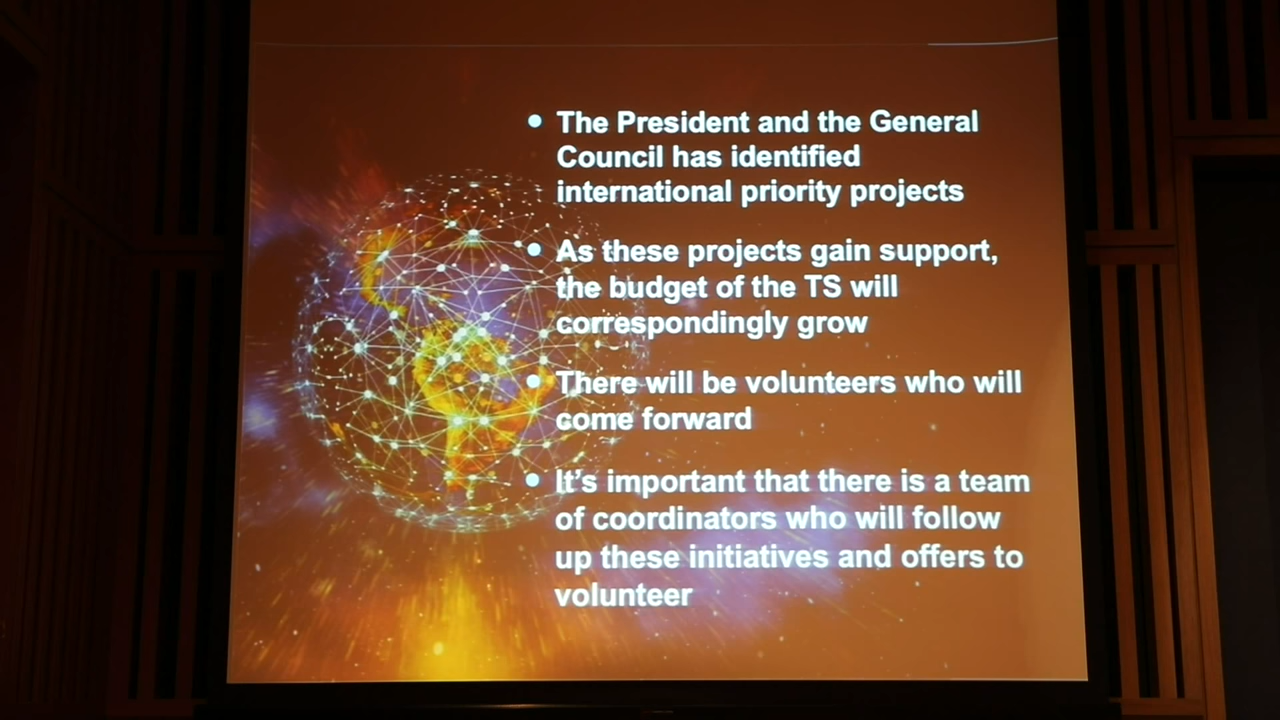 • The President and the General
Council has identified
international priority projects
• As these projects gain support,
the budget of the TS will
correspondingly grow
• There will be volunteers who will
come forward
• It’s important that there is a team
of coordinators who will follow
up these initiatives and offers to
volunteer